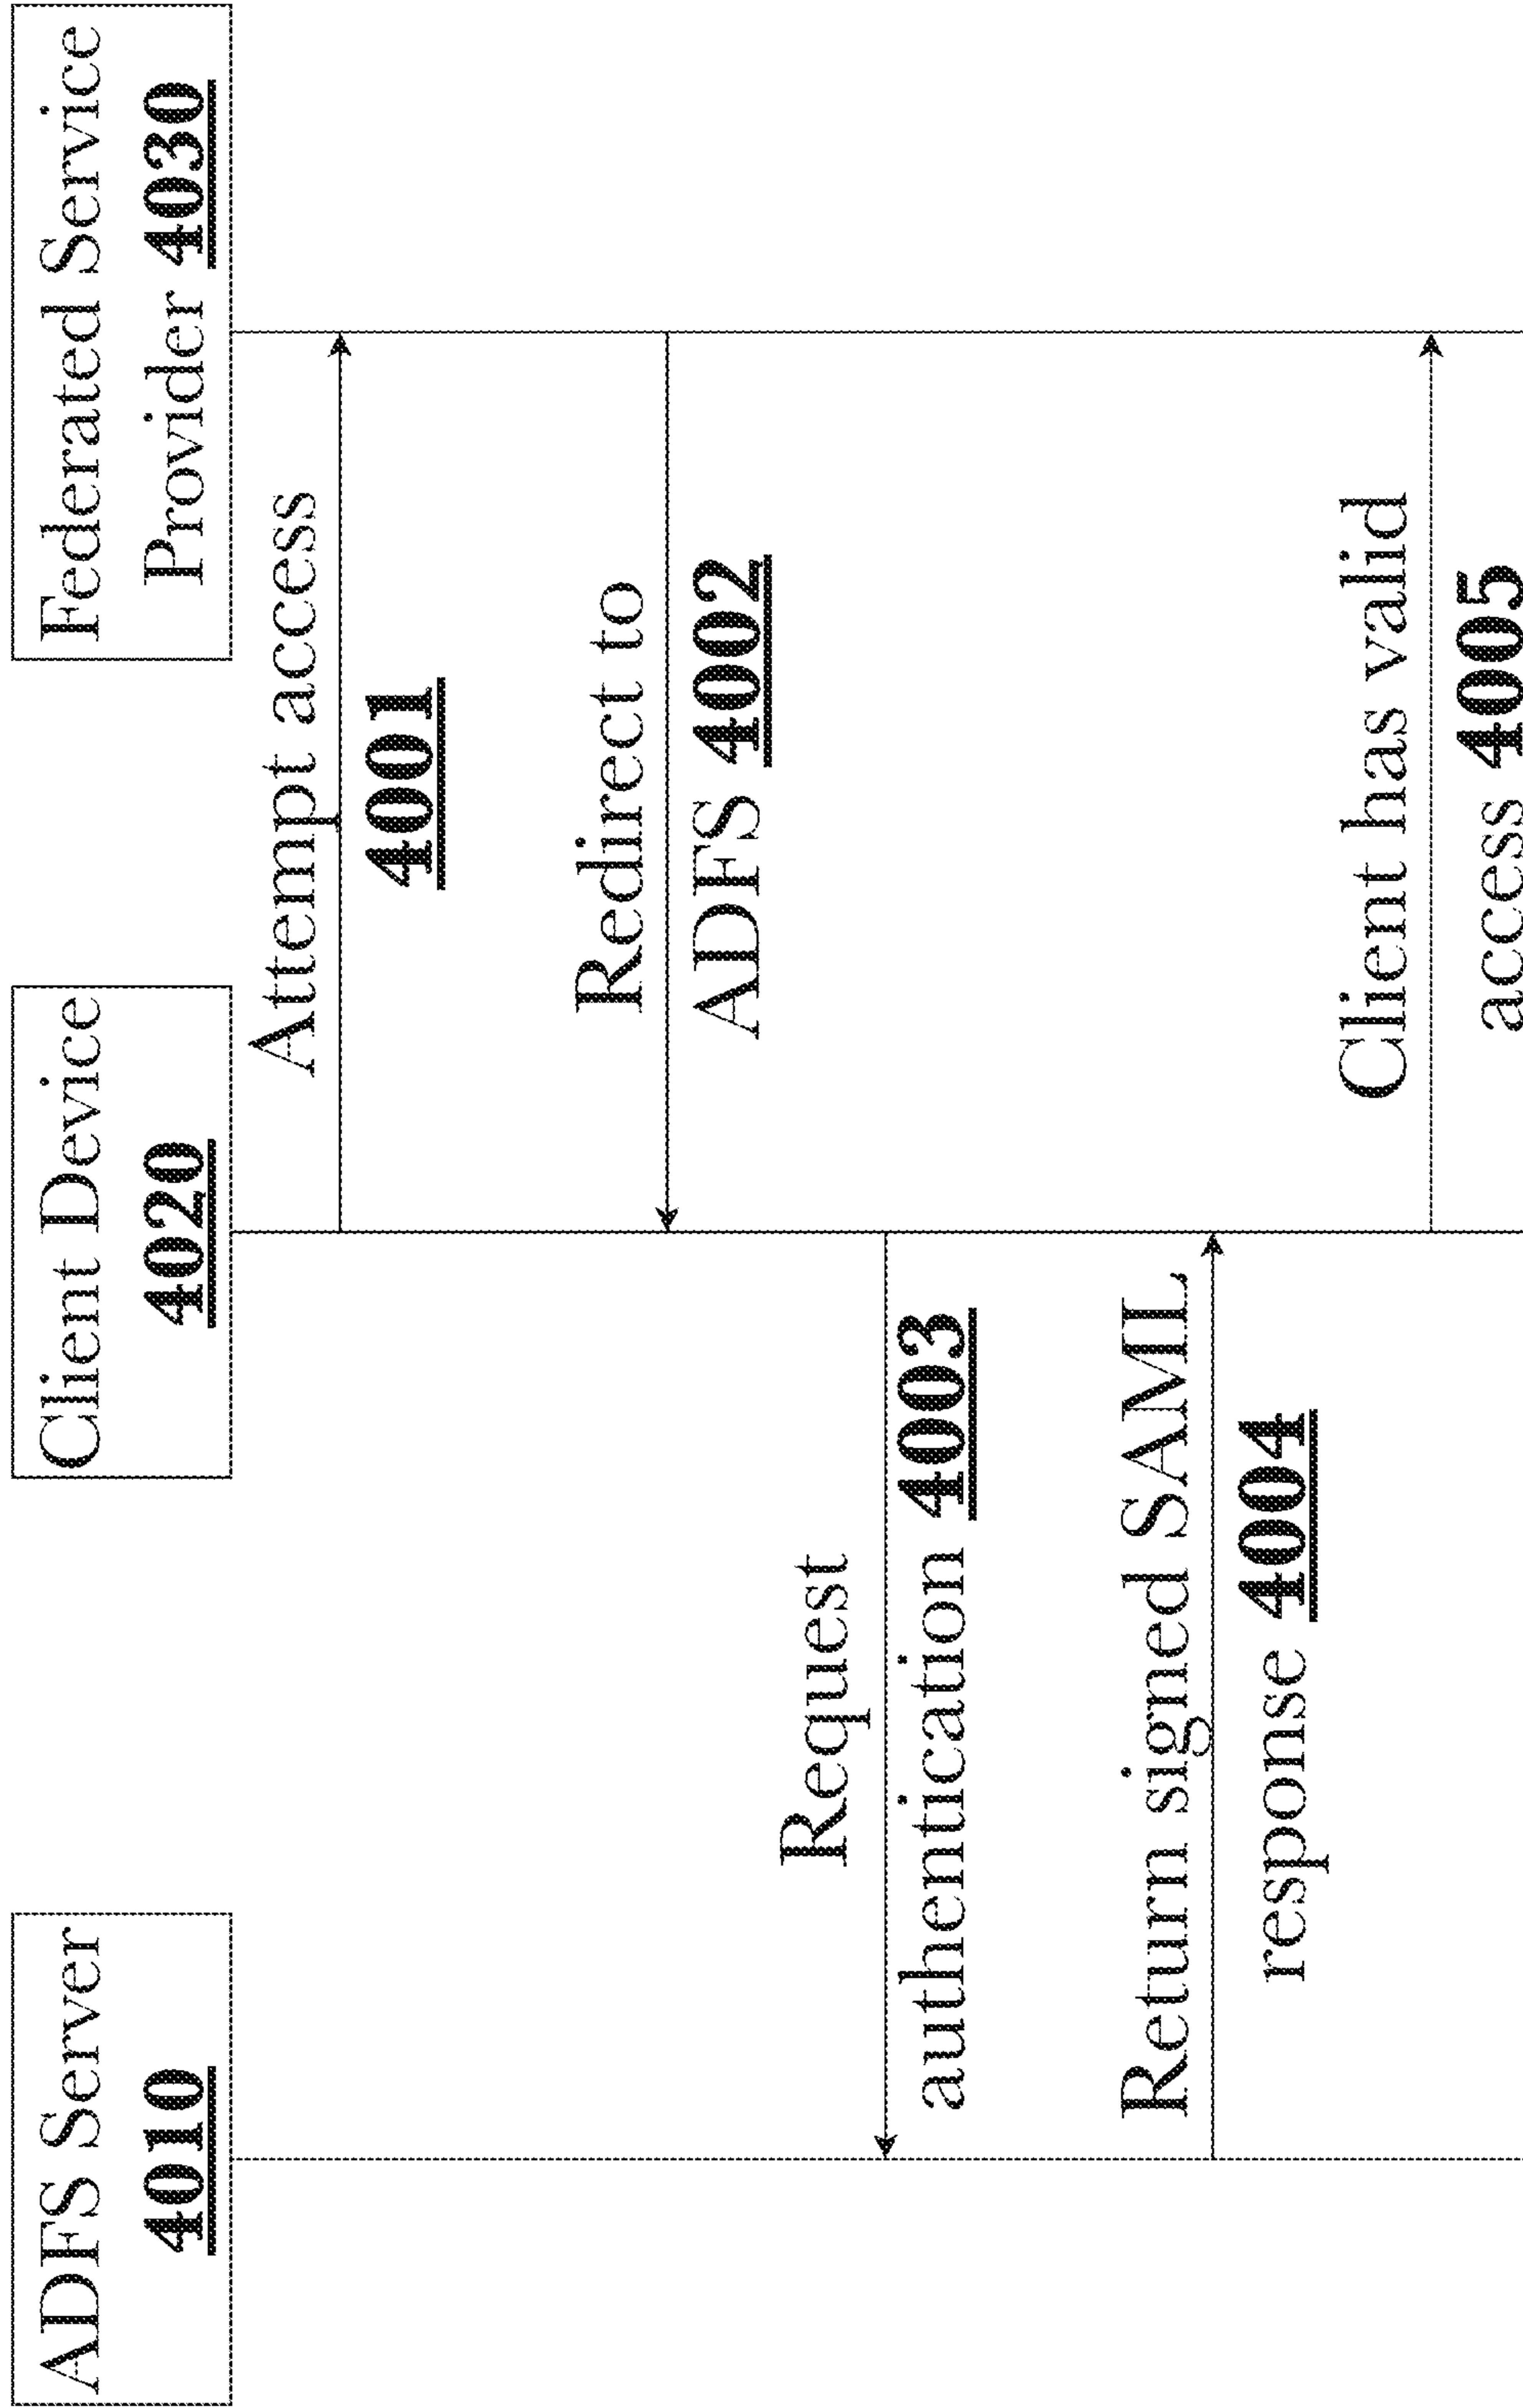 ADFS Server
4010
Client Device
4020
Federated Service
Provider 4030
Attempt access
4001
Redirect to
ADFS 4002
Request
authentication 4003
Return signed SAML
response 4004
Client has valid
access 4005